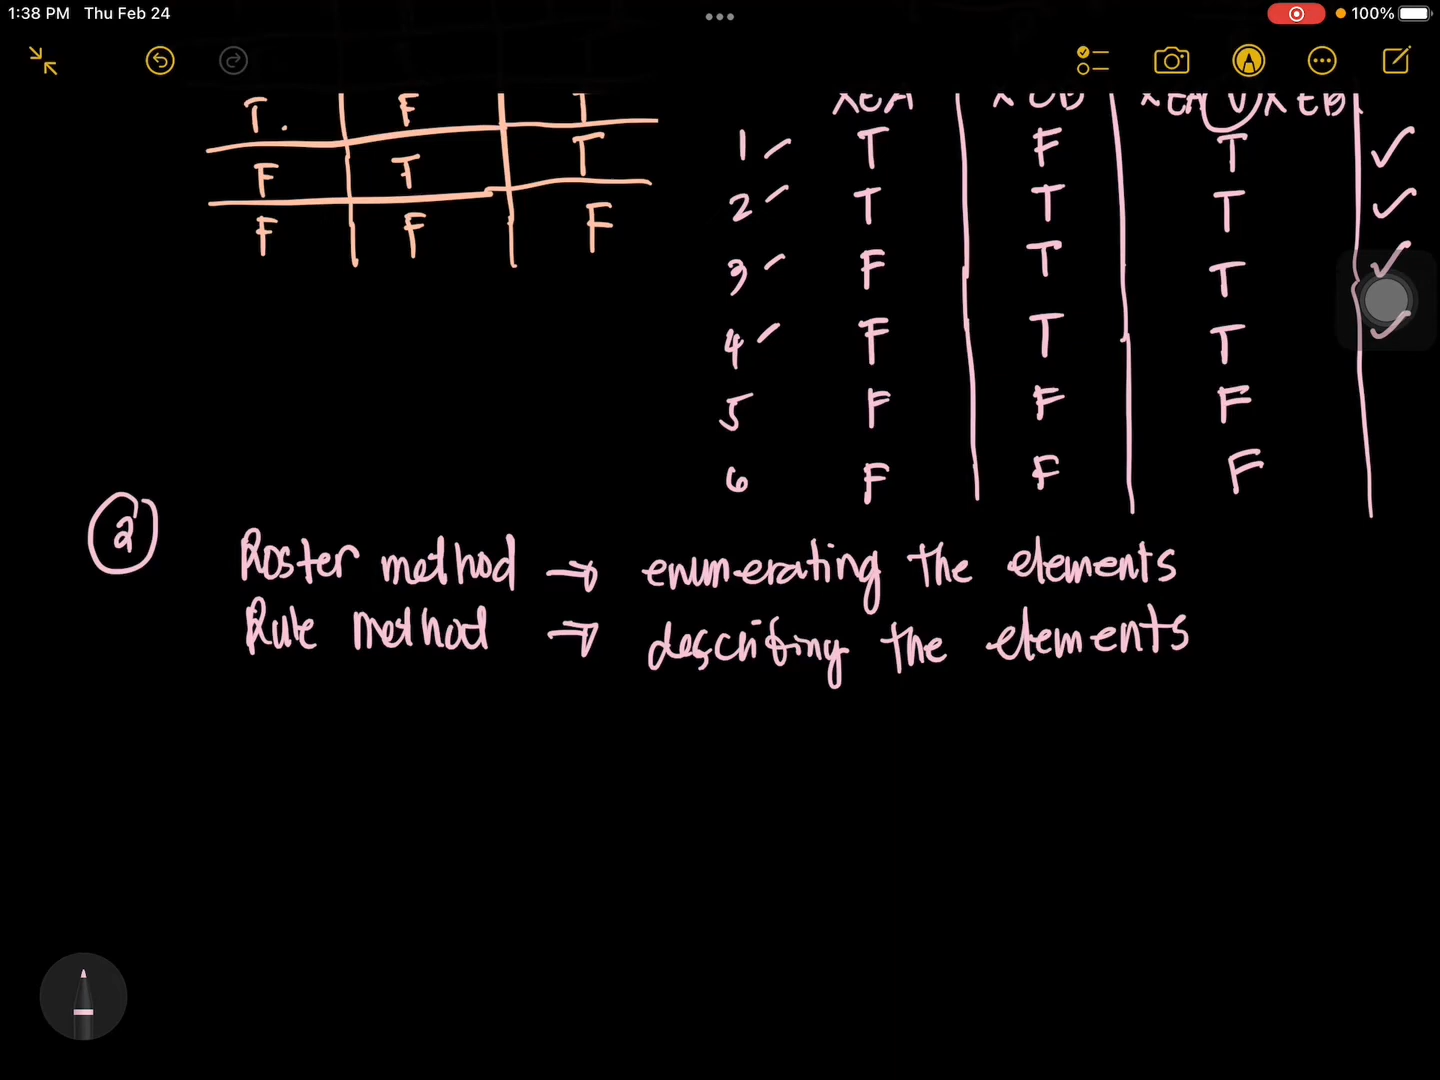 1:38 PM Thu Feb 24
100%
T. F T
F T T
F F F
x∈A x∈B x∈A ∨ x∈B
1 ✓ T F T ✓
2 ✓ T T T ✓
3 ✓ F T T ✓
4 ✓ F T T ✓
5 F F F
6 F F F
2
Roster method → enumerating the elements
Rule method → describing the elements